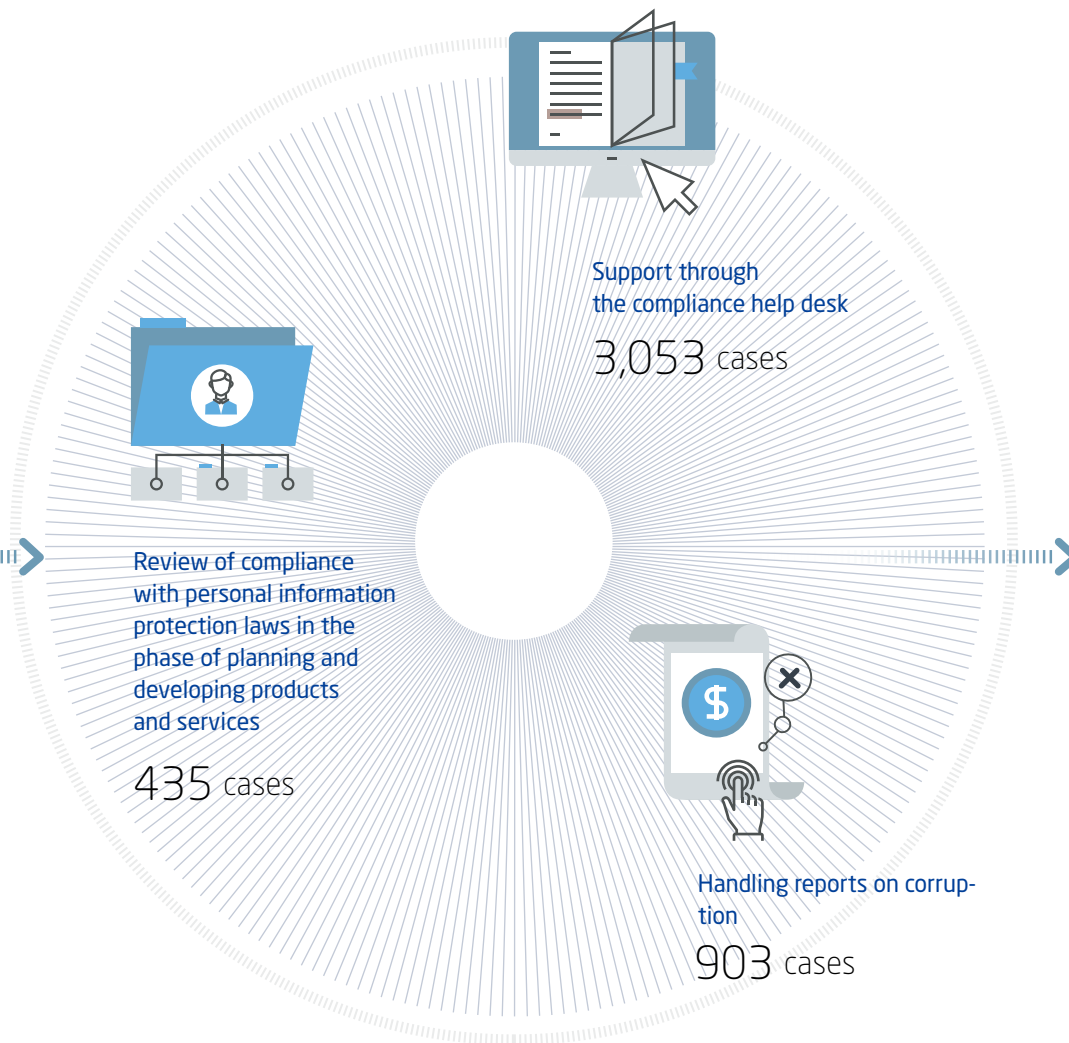 Support through
the compliance help desk
3,053 cases
Review of compliance
with personal information
protection laws in the
phase of planning and
developing products
and services
435 cases
$
Handling reports on corrup-
tion
903 cases